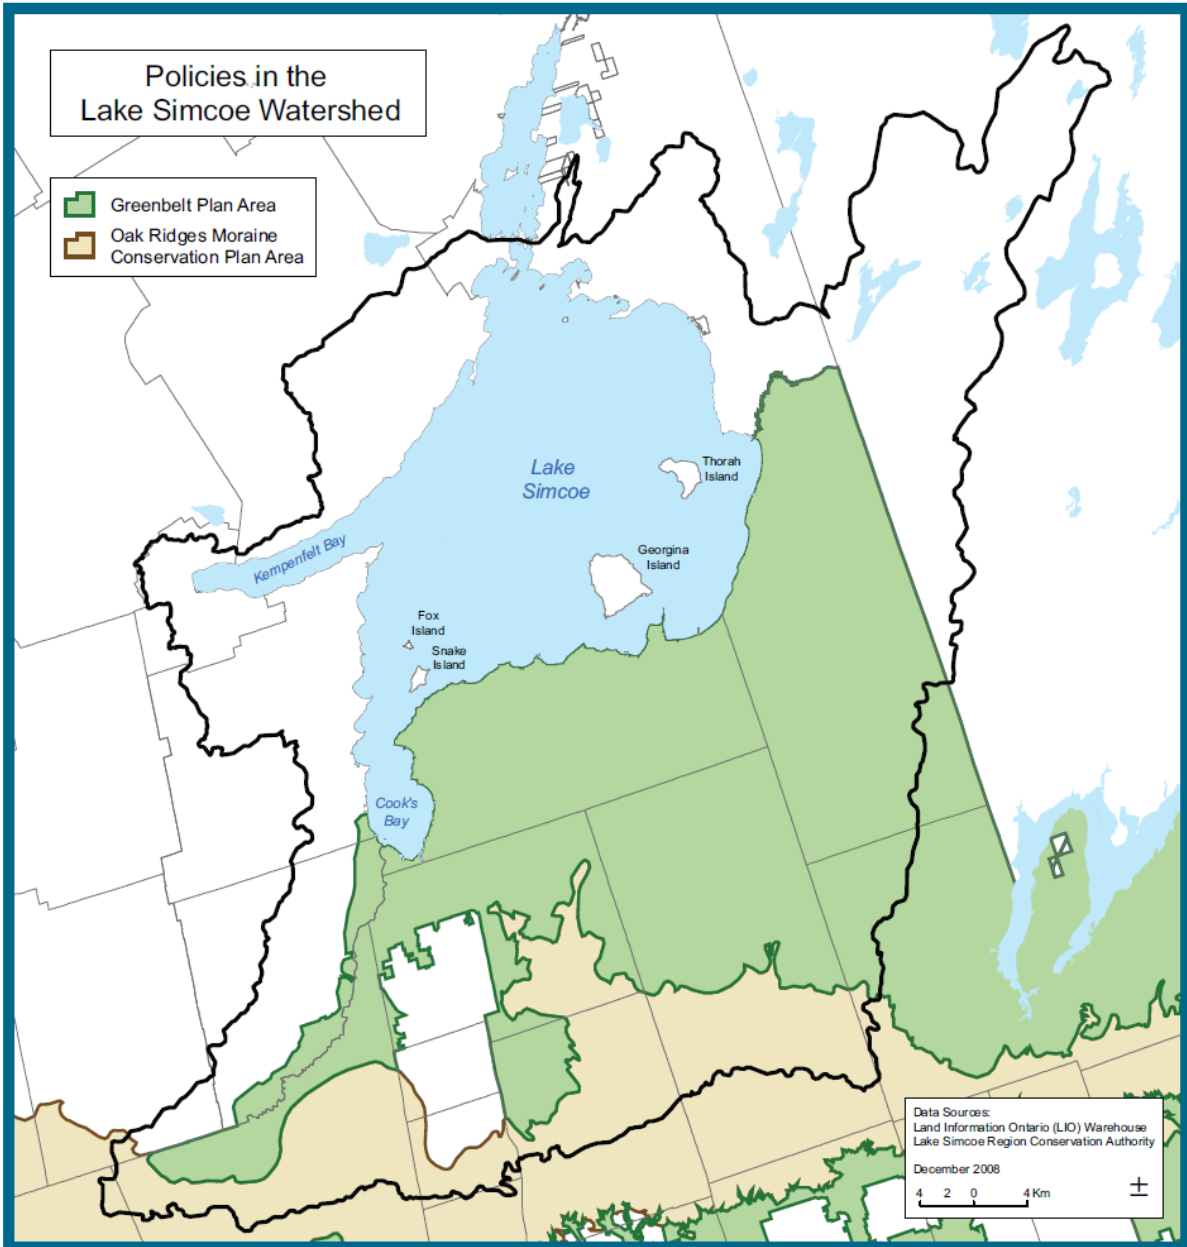 Policies in the
Lake Simcoe Watershed
Greenbelt Plan Area
Oak Ridges Moraine
Conservation Plan Area
Lake
Simcoe
Thorah
Island
Georgina
Island
Kempenfelt Bay
Fox
Island
Snake
Island
Cook's
Bay
Data Sources:
Land Information Ontario (LIO) Warehouse
Lake Simcoe Region Conservation Authority
December 2008
4 2 0 4 Km